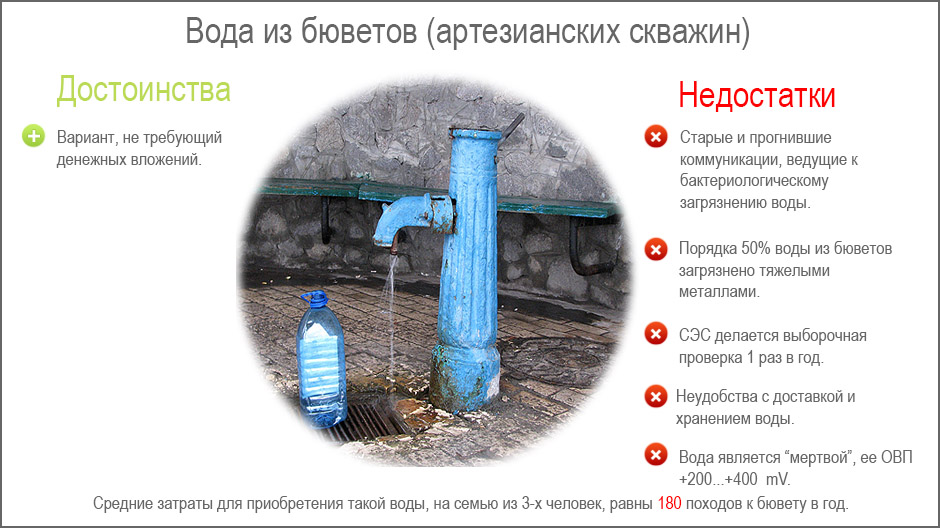 Вода из бюветов (артезианских скважин)
Достоинства
Вариант, не требующий
денежных вложений.
Недостатки
Старые и прогнившие
коммуникации, ведущие к
бактериологическому
загрязнению воды.
Порядка 50% воды из бюветов
загрязнено тяжелыми
металлами.
СЭС делается выборочная
проверка 1 раз в год.
Неудобства с доставкой и
хранением воды.
Вода является “мертвой”, ее ОВП
+200...+400 mV.
Средние затраты для приобретения такой воды, на семью из 3-х человек, равны 180 походов к бювету в год.